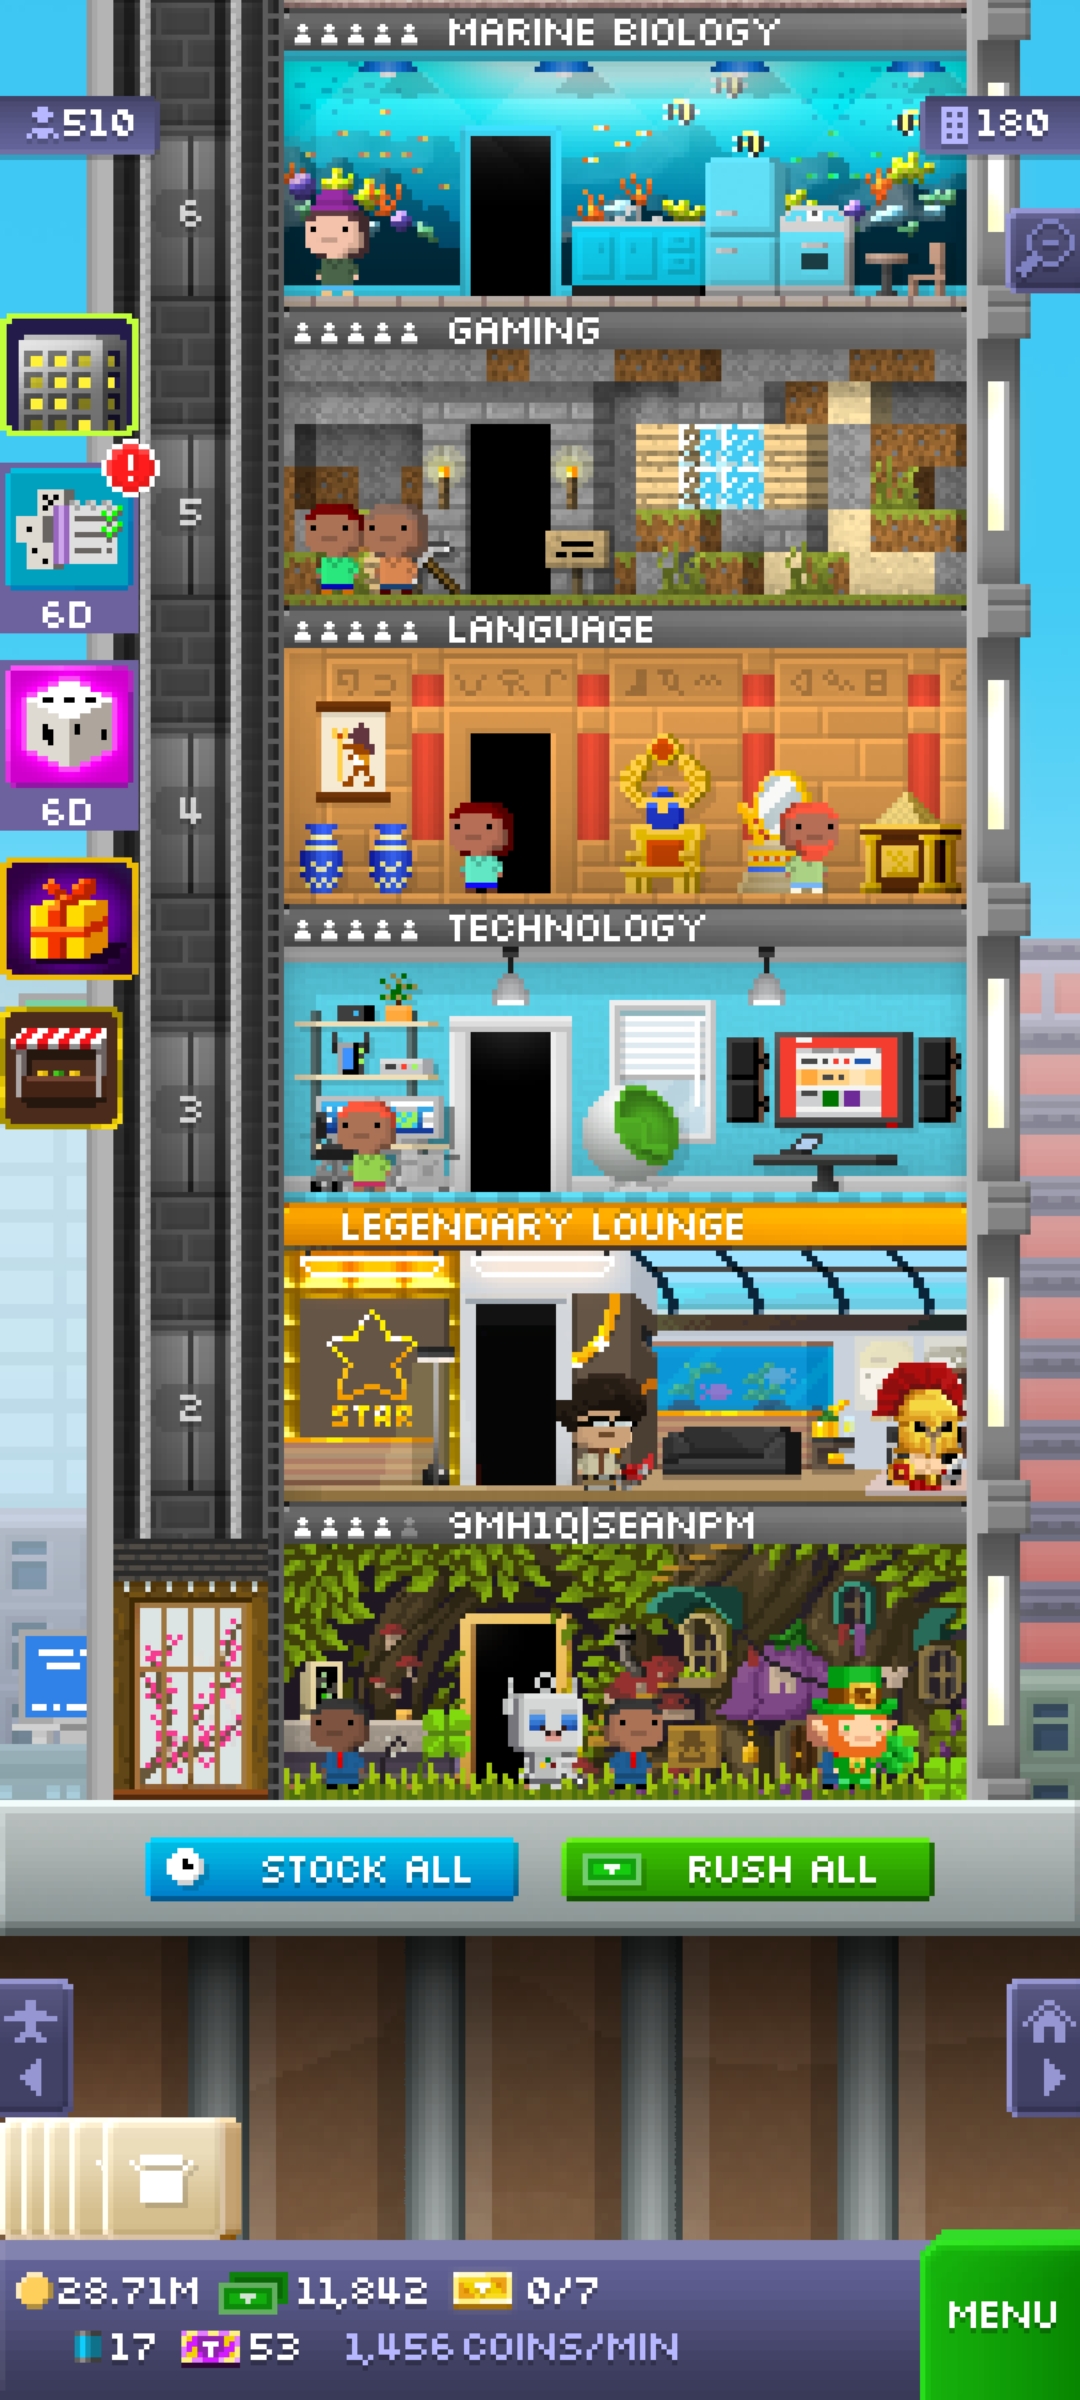 MARINE BIOLOGY
510
180
6
GAMING
5
6D
LANGUAGE
6D
4
TECHNOLOGY
3
LEGENDARY LOUNGE
STAR
2
9MH1Q|SEANPM
STOCK ALL
RUSH ALL
28.71M
11,842
0/7
17
53
1,456 COINS/MIN
MENU